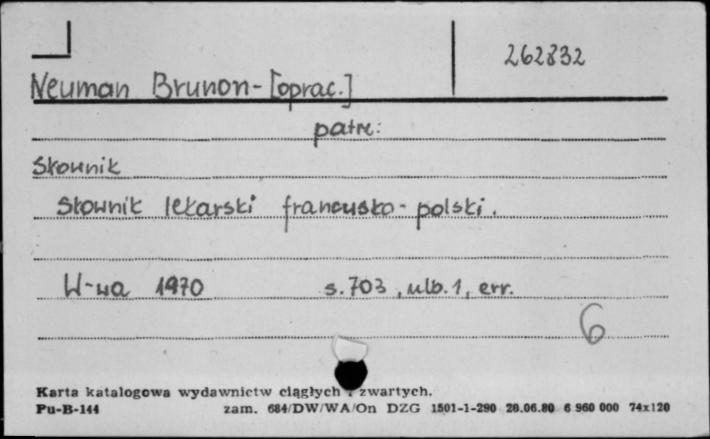 262832
Neuman Brunon-[oprac.]
patrz:
Słownik
Słownik lekarski francusko-polski.
W-wa 1970 s.703, ulb.1, err.
6
Karta katalogowa wydawnictw ciągłych i zwartych.
Pu-B-144 zam. 684/DW/WA/On DZG 1501-1-290 26.06.80 6 960 000 74x120